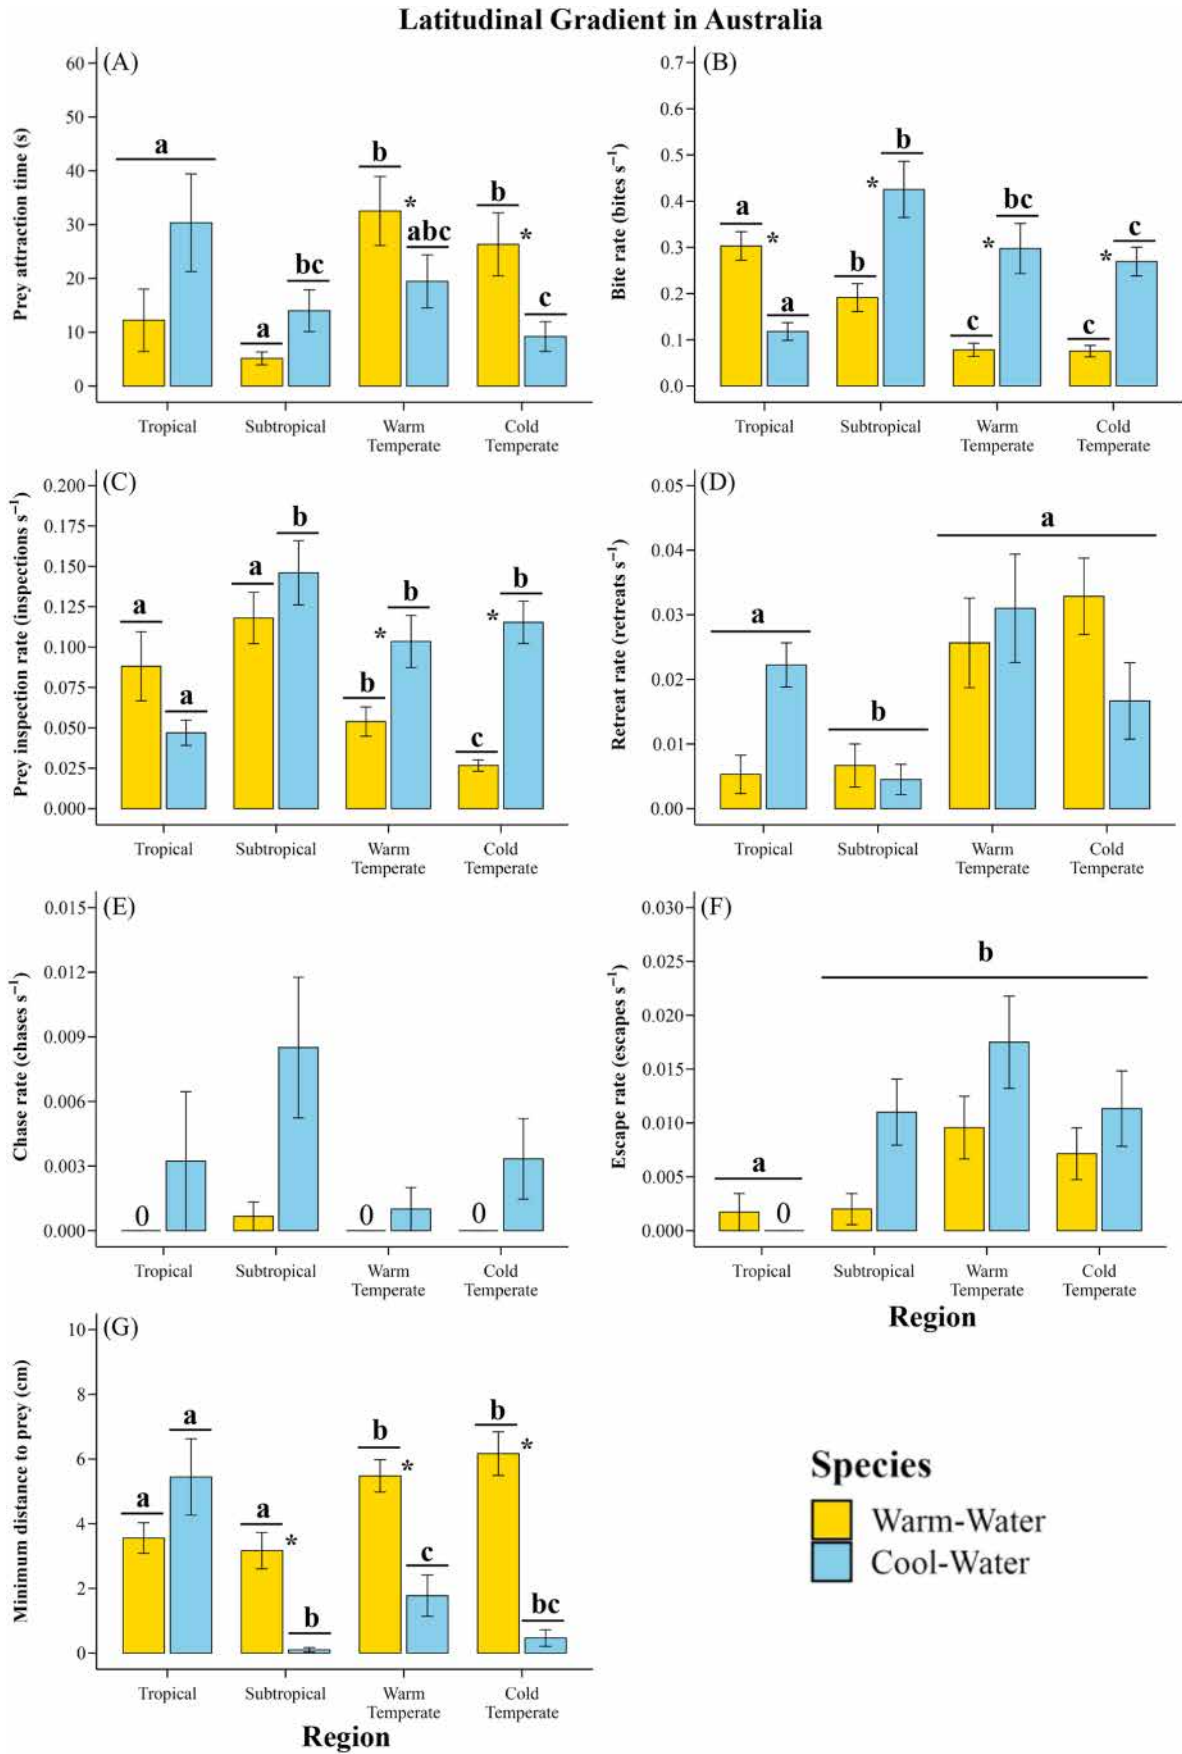 Latitudinal Gradient in Australia
(A)
Prey attraction time (s)
60
50
40
30
20
10
0
a
a
bc
b
*
abc
b
*
c
Tropical
Subtropical
Warm
Temperate
Cold
Temperate
(B)
Bite rate (bites s⁻¹)
0.7
0.6
0.5
0.4
0.3
0.2
0.1
0.0
a
*
a
b
*
b
c
*
bc
c
*
c
Tropical
Subtropical
Warm
Temperate
Cold
Temperate
(C)
Prey inspection rate (inspections s⁻¹)
0.200
0.175
0.150
0.125
0.100
0.075
0.050
0.025
0.000
a
a
a
b
b
*
b
c
*
b
Tropical
Subtropical
Warm
Temperate
Cold
Temperate
(D)
Retreat rate (retreats s⁻¹)
0.05
0.04
0.03
0.02
0.01
0.00
a
b
a
Tropical
Subtropical
Warm
Temperate
Cold
Temperate
(E)
Chase rate (chases s⁻¹)
0.015
0.012
0.009
0.006
0.003
0.000
0
0
0
Tropical
Subtropical
Warm
Temperate
Cold
Temperate
(F)
Escape rate (escapes s⁻¹)
0.030
0.025
0.020
0.015
0.010
0.005
0.000
a
0
b
Tropical
Subtropical
Warm
Temperate
Cold
Temperate
Region
(G)
Minimum distance to prey (cm)
10
8
6
4
2
0
a
a
a
*
b
b
*
c
b
*
bc
Tropical
Subtropical
Warm
Temperate
Cold
Temperate
Region
Species
Warm-Water
Cool-Water